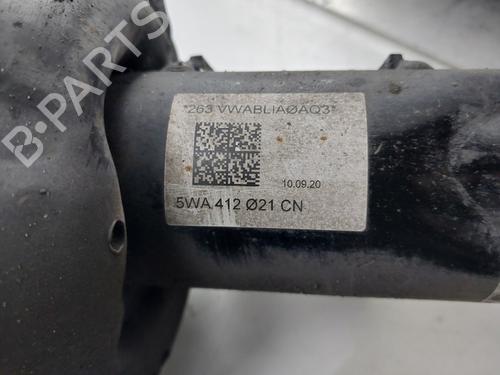 *263 VWABLIAØAQ3*
10.09.20
5WA 412 Ø21 CN
B-PARTS